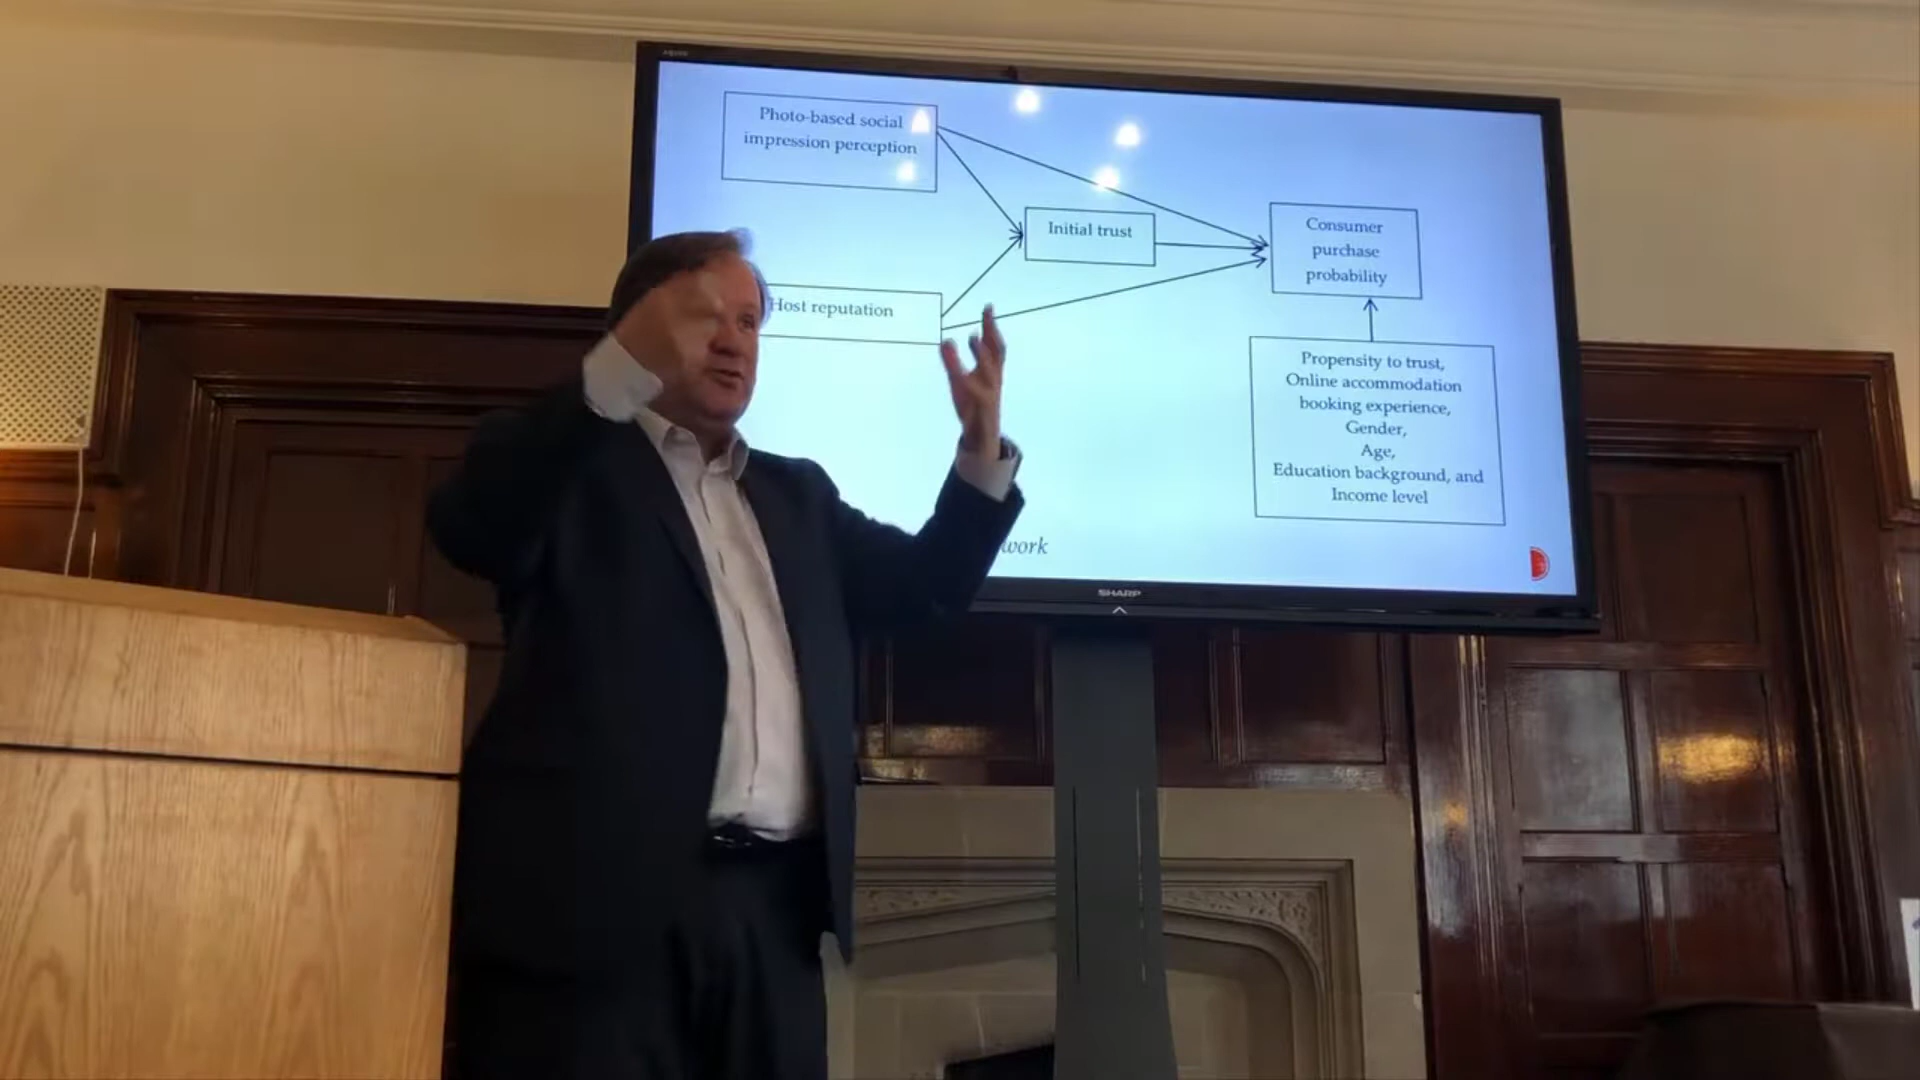 Photo-based social
impression perception
Initial trust
Host reputation
Consumer
purchase
probability
Propensity to trust,
Online accommodation
booking experience,
Gender,
Age,
Education background, and
Income level
work
SHARP